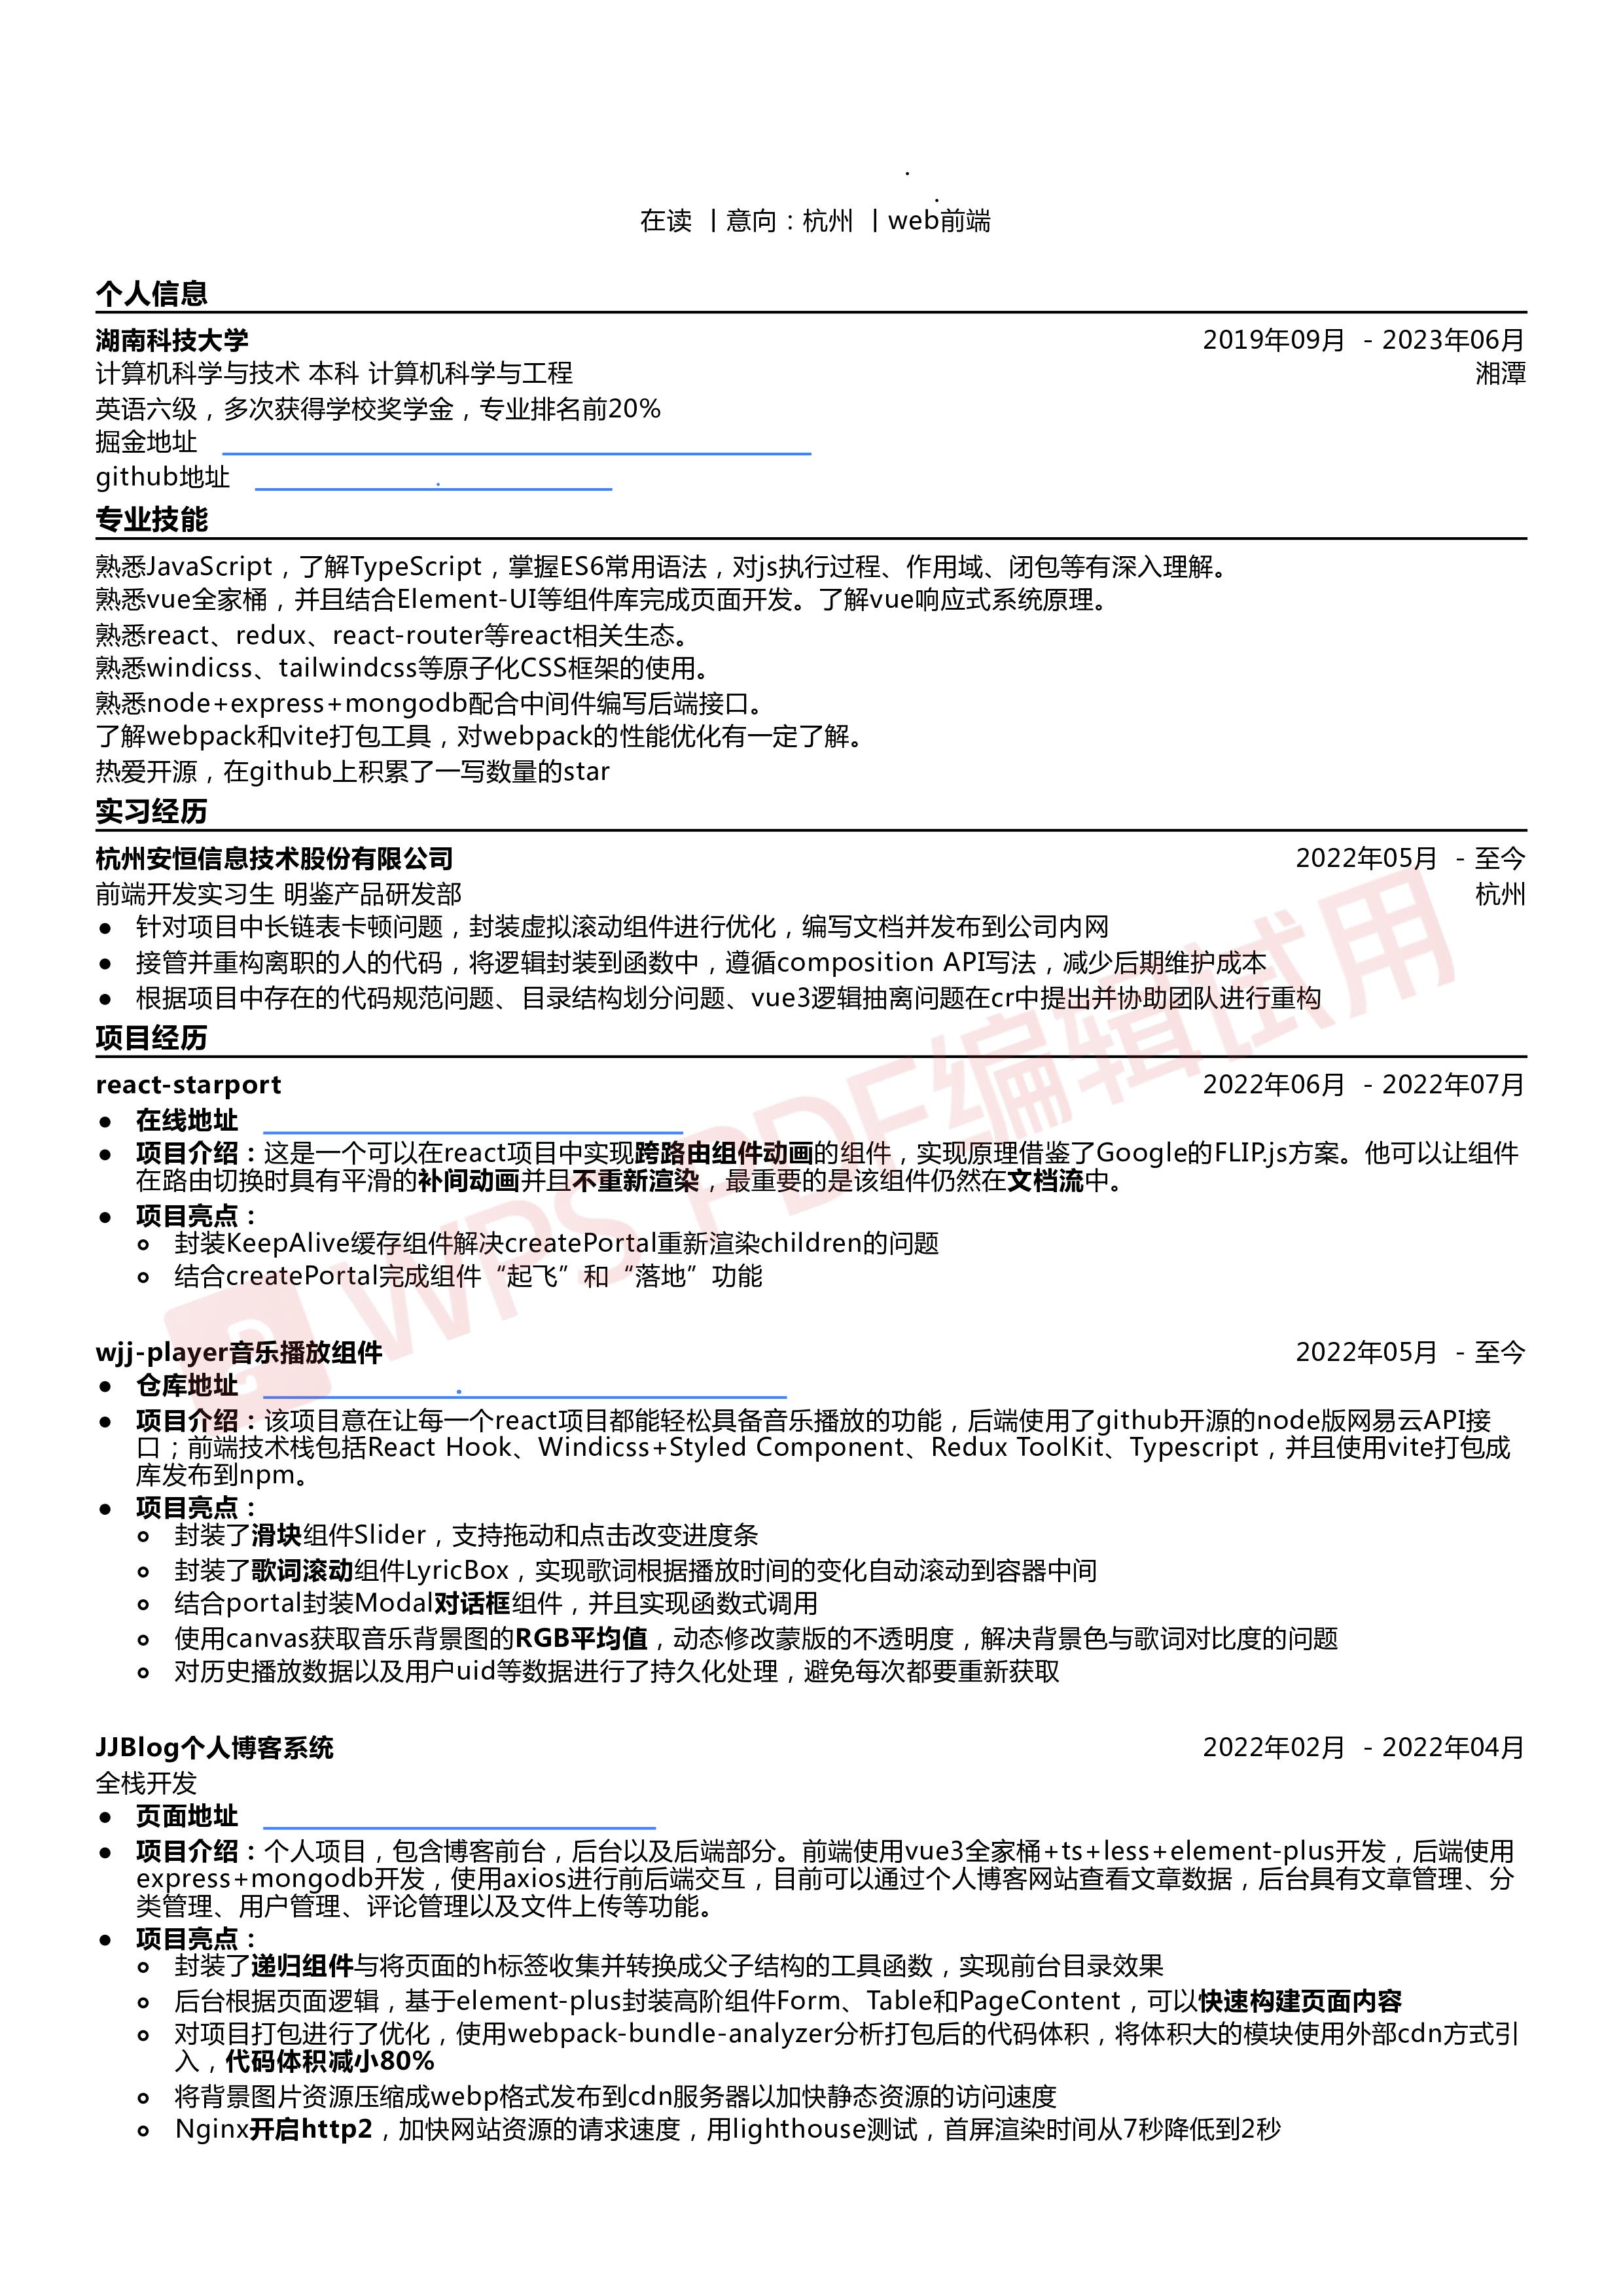 在读 | 意向：杭州 | web前端
个人信息
湖南科技大学 2019年09月 - 2023年06月
计算机科学与技术 本科 计算机科学与工程 湘潭
英语六级，多次获得学校奖学金，专业排名前20%
掘金地址
github地址
专业技能
熟悉JavaScript，了解TypeScript，掌握ES6常用语法，对js执行过程、作用域、闭包等有深入理解。
熟悉vue全家桶，并且结合Element-UI等组件库完成页面开发。了解vue响应式系统原理。
熟悉react、redux、react-router等react相关生态。
熟悉windicss、tailwindcss等原子化CSS框架的使用。
熟悉node+express+mongodb配合中间件编写后端接口。
了解webpack和vite打包工具，对webpack的性能优化有一定了解。
热爱开源，在github上积累了一写数量的star
实习经历
杭州安恒信息技术股份有限公司 2022年05月 - 至今
前端开发实习生 明鉴产品研发部 杭州
● 针对项目中长链表卡顿问题，封装虚拟滚动组件进行优化，编写文档并发布到公司内网
● 接管并重构离职的人的代码，将逻辑封装到函数中，遵循composition API写法，减少后期维护成本
● 根据项目中存在的代码规范问题、目录结构划分问题、vue3逻辑抽离问题在cr中提出并协助团队进行重构
项目经历
react-starport 2022年06月 - 2022年07月
● 在线地址
● 项目介绍：这是一个可以在react项目中实现跨路由组件动画的组件，实现原理借鉴了Google的FLIP.js方案。他可以让组件
在路由切换时具有平滑的补间动画并且不重新渲染，最重要的是该组件仍然在文档流中。
● 项目亮点：
○ 封装KeepAlive缓存组件解决createPortal重新渲染children的问题
○ 结合createPortal完成组件“起飞”和“落地”功能
wjj-player音乐播放组件 2022年05月 - 至今
● 仓库地址
● 项目介绍：该项目意在让每一个react项目都能轻松具备音乐播放的功能，后端使用了github开源的node版网易云API接
口；前端技术栈包括React Hook、Windicss+Styled Component、Redux ToolKit、Typescript，并且使用vite打包成
库发布到npm。
● 项目亮点：
○ 封装了滑块组件Slider，支持拖动和点击改变进度条
○ 封装了歌词滚动组件LyricBox，实现歌词根据播放时间的变化自动滚动到容器中间
○ 结合portal封装Modal对话框组件，并且实现函数式调用
○ 使用canvas获取音乐背景图的RGB平均值，动态修改蒙版的不透明度，解决背景色与歌词对比度的问题
○ 对历史播放数据以及用户uid等数据进行了持久化处理，避免每次都要重新获取
JJBlog个人博客系统 2022年02月 - 2022年04月
全栈开发
● 页面地址
● 项目介绍：个人项目，包含博客前台，后台以及后端部分。前端使用vue3全家桶+ts+less+element-plus开发，后端使用
express+mongodb开发，使用axios进行前后端交互，目前可以通过个人博客网站查看文章数据，后台具有文章管理、分
类管理、用户管理、评论管理以及文件上传等功能。
● 项目亮点：
○ 封装了递归组件与将页面的h标签收集并转换成父子结构的工具函数，实现前台目录效果
○ 后台根据页面逻辑，基于element-plus封装高阶组件Form、Table和PageContent，可以快速构建页面内容
○ 对项目打包进行了优化，使用webpack-bundle-analyzer分析打包后的代码体积，将体积大的模块使用外部cdn方式引
入，代码体积减小80%
○ 将背景图片资源压缩成webp格式发布到cdn服务器以加快静态资源的访问速度
○ Nginx开启http2，加快网站资源的请求速度，用lighthouse测试，首屏渲染时间从7秒降低到2秒
WPS PDF编辑试用